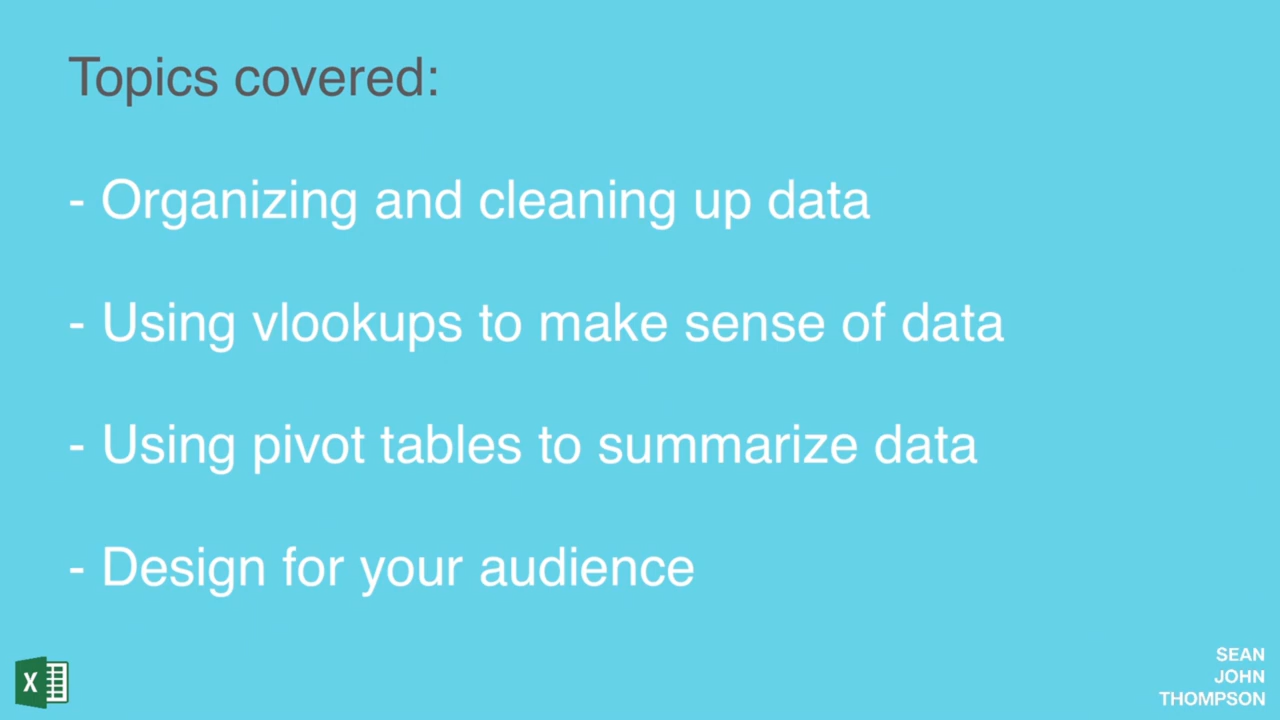 Topics covered:
- Organizing and cleaning up data
- Using vlookups to make sense of data
- Using pivot tables to summarize data
- Design for your audience
X
SEAN
JOHN
THOMPSON